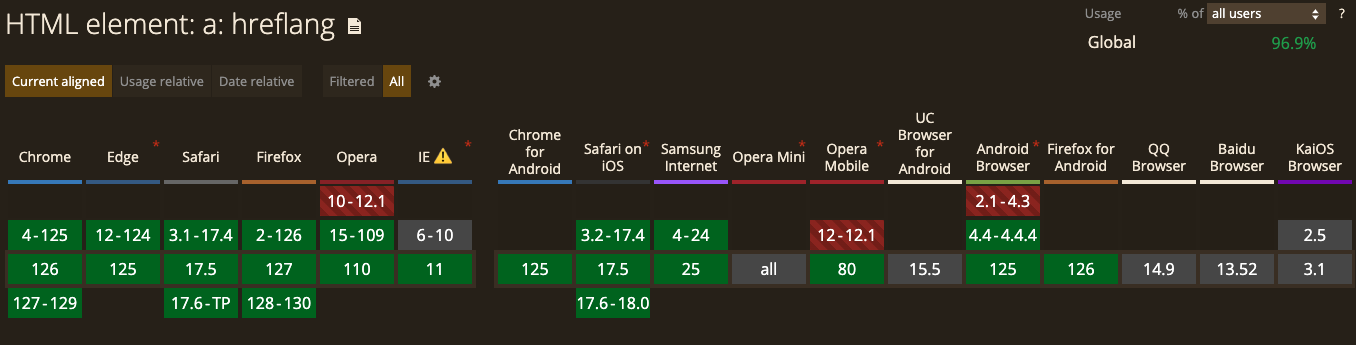 HTML element: a: hreflang
Usage % of all users ?
Global 96.9%
Current aligned Usage relative Date relative Filtered All
Chrome Edge * Safari Firefox Opera IE ⚠️ * Chrome for Android Safari on iOS * Samsung Internet Opera Mini * Opera Mobile * UC Browser for Android Android Browser * Firefox for Android QQ Browser Baidu Browser KaiOS Browser
10-12.1 2.1-4.3
4-125 12-124 3.1-17.4 2-126 15-109 6-10 3.2-17.4 4-24 12-12.1 4.4-4.4.4 2.5
126 125 17.5 127 110 11 125 17.5 25 all 80 15.5 125 126 14.9 13.52 3.1
127-129 17.6-TP 128-130 17.6-18.0